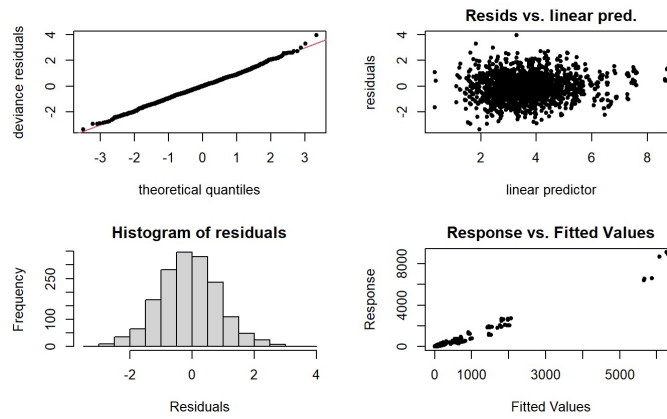 deviance residuals
4
2
0
-2
-3 -2 -1 0 1 2 3
theoretical quantiles
Resids vs. linear pred.
residuals
4
2
0
-2
2 4 6 8
linear predictor
Histogram of residuals
Frequency
250
100
0
-2 0 2 4
Residuals
Response vs. Fitted Values
Response
8000
4000
0
0 1000 3000 5000
Fitted Values